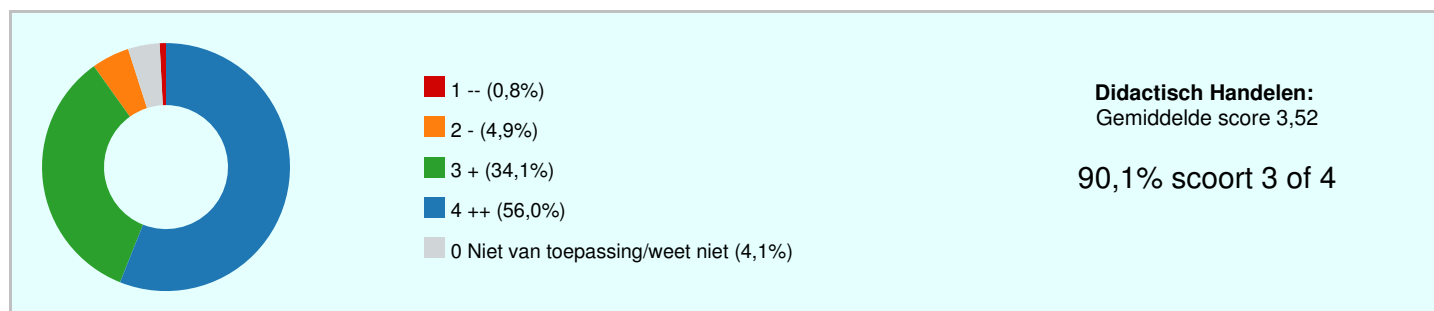 1 -- (0,8%)
2 - (4,9%)
3 + (34,1%)
4 ++ (56,0%)
0 Niet van toepassing/weet niet (4,1%)
Didactisch Handelen:
Gemiddelde score 3,52
90,1% scoort 3 of 4